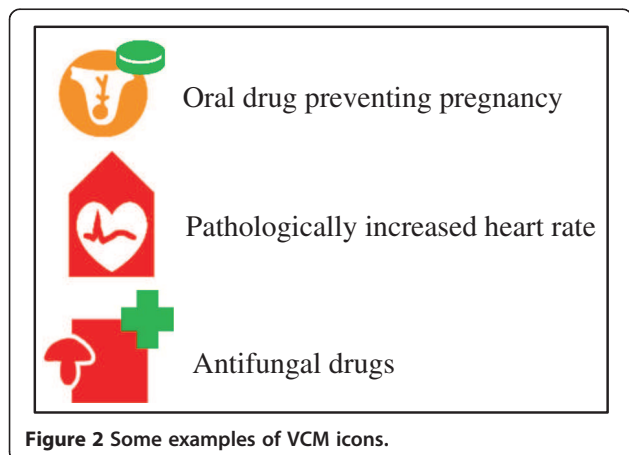 Oral drug preventing pregnancy
Pathologically increased heart rate
Antifungal drugs
Figure 2 Some examples of VCM icons.